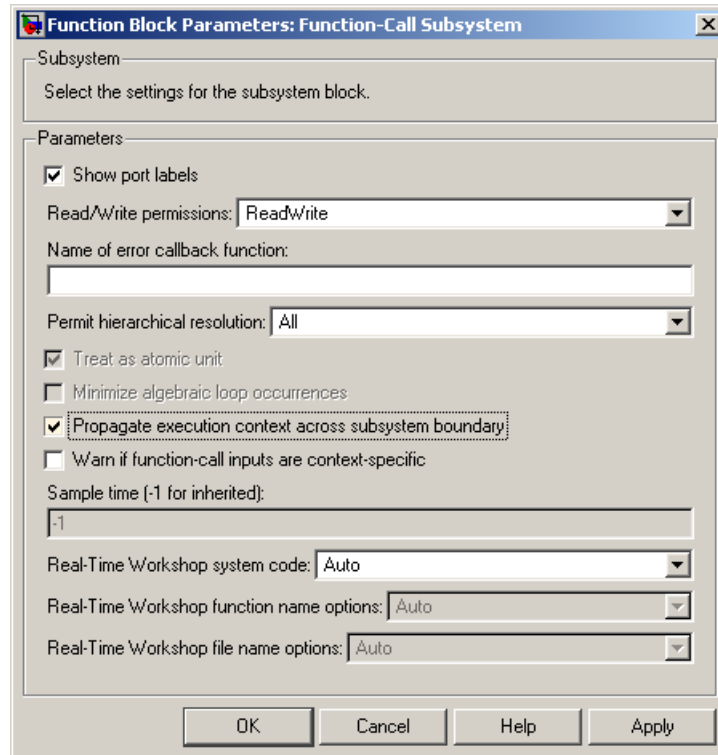 Function Block Parameters: Function-Call Subsystem
Subsystem
Select the settings for the subsystem block.
Parameters
Show port labels
Read/Write permissions: ReadWrite
Name of error callback function:
Permit hierarchical resolution: All
Treat as atomic unit
Minimize algebraic loop occurrences
Propagate execution context across subsystem boundary
Warn if function-call inputs are context-specific
Sample time (-1 for inherited):
-1
Real-Time Workshop system code: Auto
Real-Time Workshop function name options: Auto
Real-Time Workshop file name options: Auto
OK Cancel Help Apply